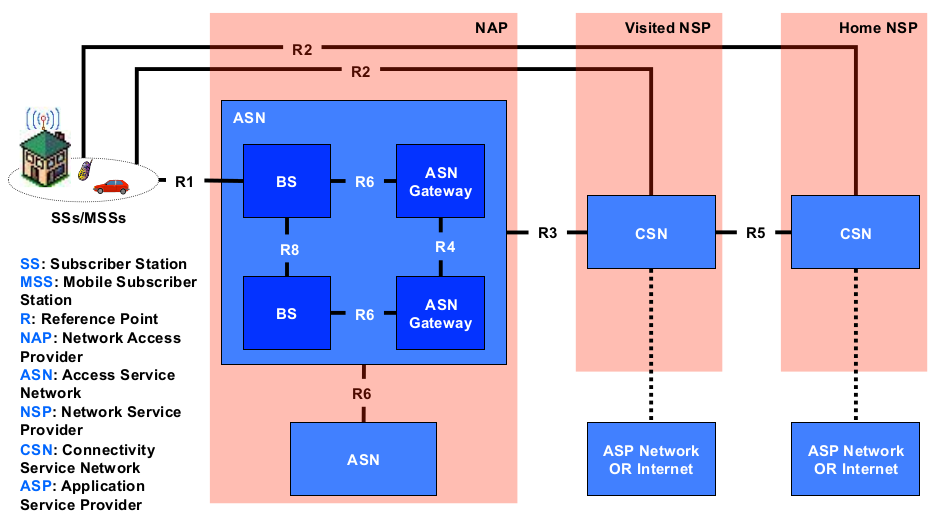 NAP
Visited NSP
Home NSP
R2
R2
ASN
BS
R6
ASN
Gateway
R1
SSs/MSSs
R8
R4
R3
CSN
R5
CSN
BS
R6
ASN
Gateway
R6
ASN
ASP Network
OR Internet
ASP Network
OR Internet
SS: Subscriber Station
MSS: Mobile Subscriber
Station
R: Reference Point
NAP: Network Access
Provider
ASN: Access Service
Network
NSP: Network Service
Provider
CSN: Connectivity
Service Network
ASP: Application
Service Provider